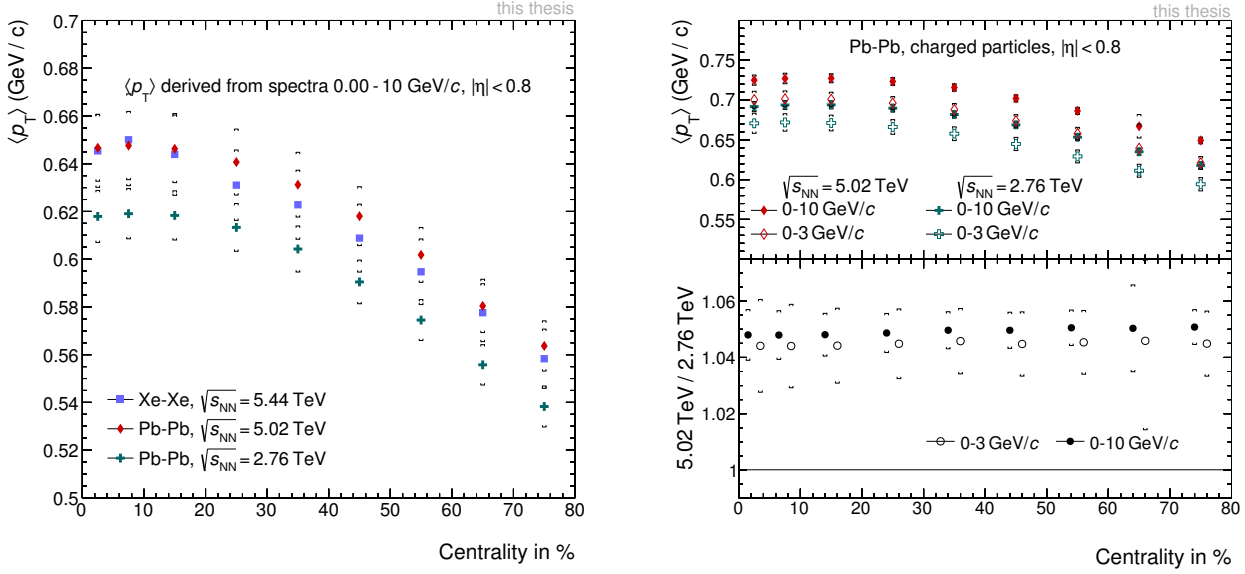 this thesis
⟨p_T⟩ (GeV / c)
0.7
0.68
0.66
0.64
0.62
0.6
0.58
0.56
0.54
0.52
0.5
⟨p_T⟩ derived from spectra 0.00 - 10 GeV/c, |η| < 0.8
Xe-Xe, √s_NN = 5.44 TeV
Pb-Pb, √s_NN = 5.02 TeV
Pb-Pb, √s_NN = 2.76 TeV
0 10 20 30 40 50 60 70 80
Centrality in %
this thesis
⟨p_T⟩ (GeV / c)
Pb-Pb, charged particles, |η| < 0.8
0.75
0.7
0.65
0.6
0.55
√s_NN = 5.02 TeV √s_NN = 2.76 TeV
0-10 GeV/c 0-10 GeV/c
0-3 GeV/c 0-3 GeV/c
5.02 TeV / 2.76 TeV
1.06
1.04
1.02
1
0-3 GeV/c 0-10 GeV/c
0 10 20 30 40 50 60 70 80
Centrality in %